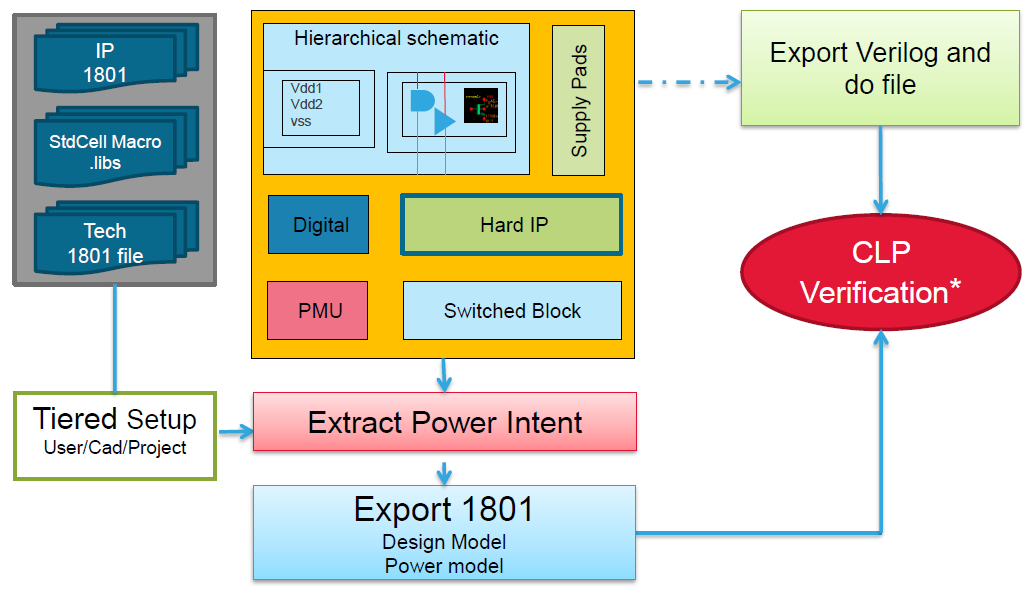 IP
1801
StdCell Macro
.libs
Tech
1801 file
Tiered Setup
User/Cad/Project
Hierarchical schematic
Vdd1
Vdd2
vss
Supply Pads
Digital
Hard IP
PMU
Switched Block
Extract Power Intent
Export 1801
Design Model
Power model
Export Verilog and
do file
CLP
Verification*